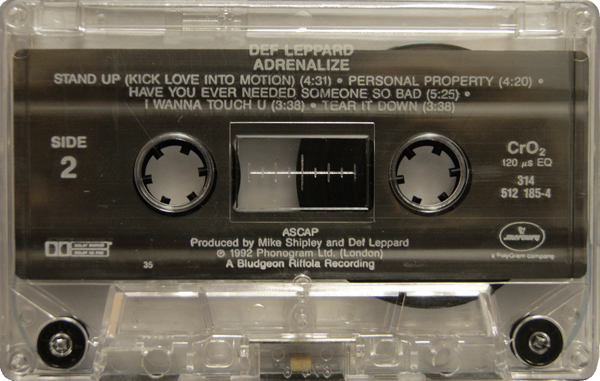 DEF LEPPARD
ADRENALIZE
STAND UP (KICK LOVE INTO MOTION) (4:31) • PERSONAL PROPERTY (4:20) •
HAVE YOU EVER NEEDED SOMEONE SO BAD (5:25) •
I WANNA TOUCH U (3:38) • TEAR IT DOWN (3:38)
SIDE
2
CrO₂
120 µs EQ
314
512 185-4
mercury
a PolyGram Company
ASCAP
Produced by Mike Shipley and Def Leppard
℗ 1992 Phonogram Ltd. (London)
A Bludgeon Riffola Recording
35